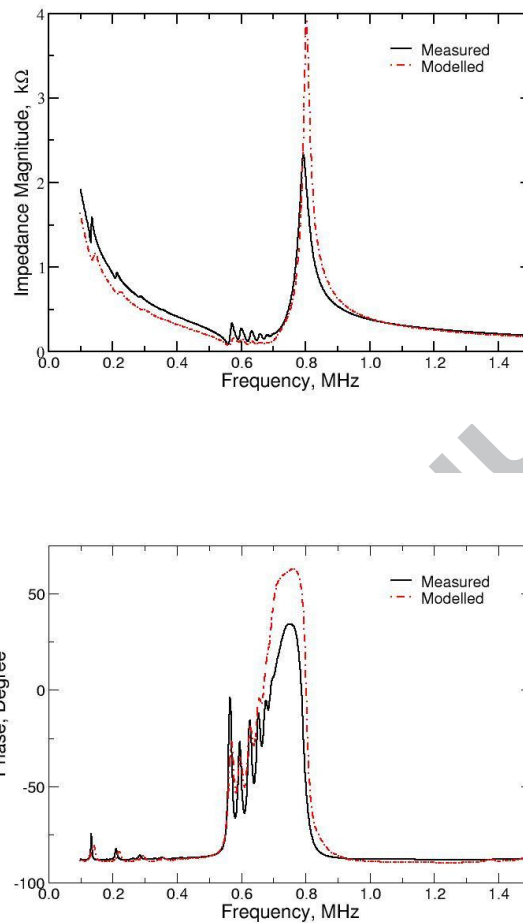 4
Measured
Modelled
3
Impedance Magnitude, kΩ
2
1
0
0.0 0.2 0.4 0.6 0.8 1.0 1.2 1.4
Frequency, MHz
Measured
Modelled
50
0
Phase, Degree
-50
-100
0.0 0.2 0.4 0.6 0.8 1.0 1.2 1.4
Frequency, MHz